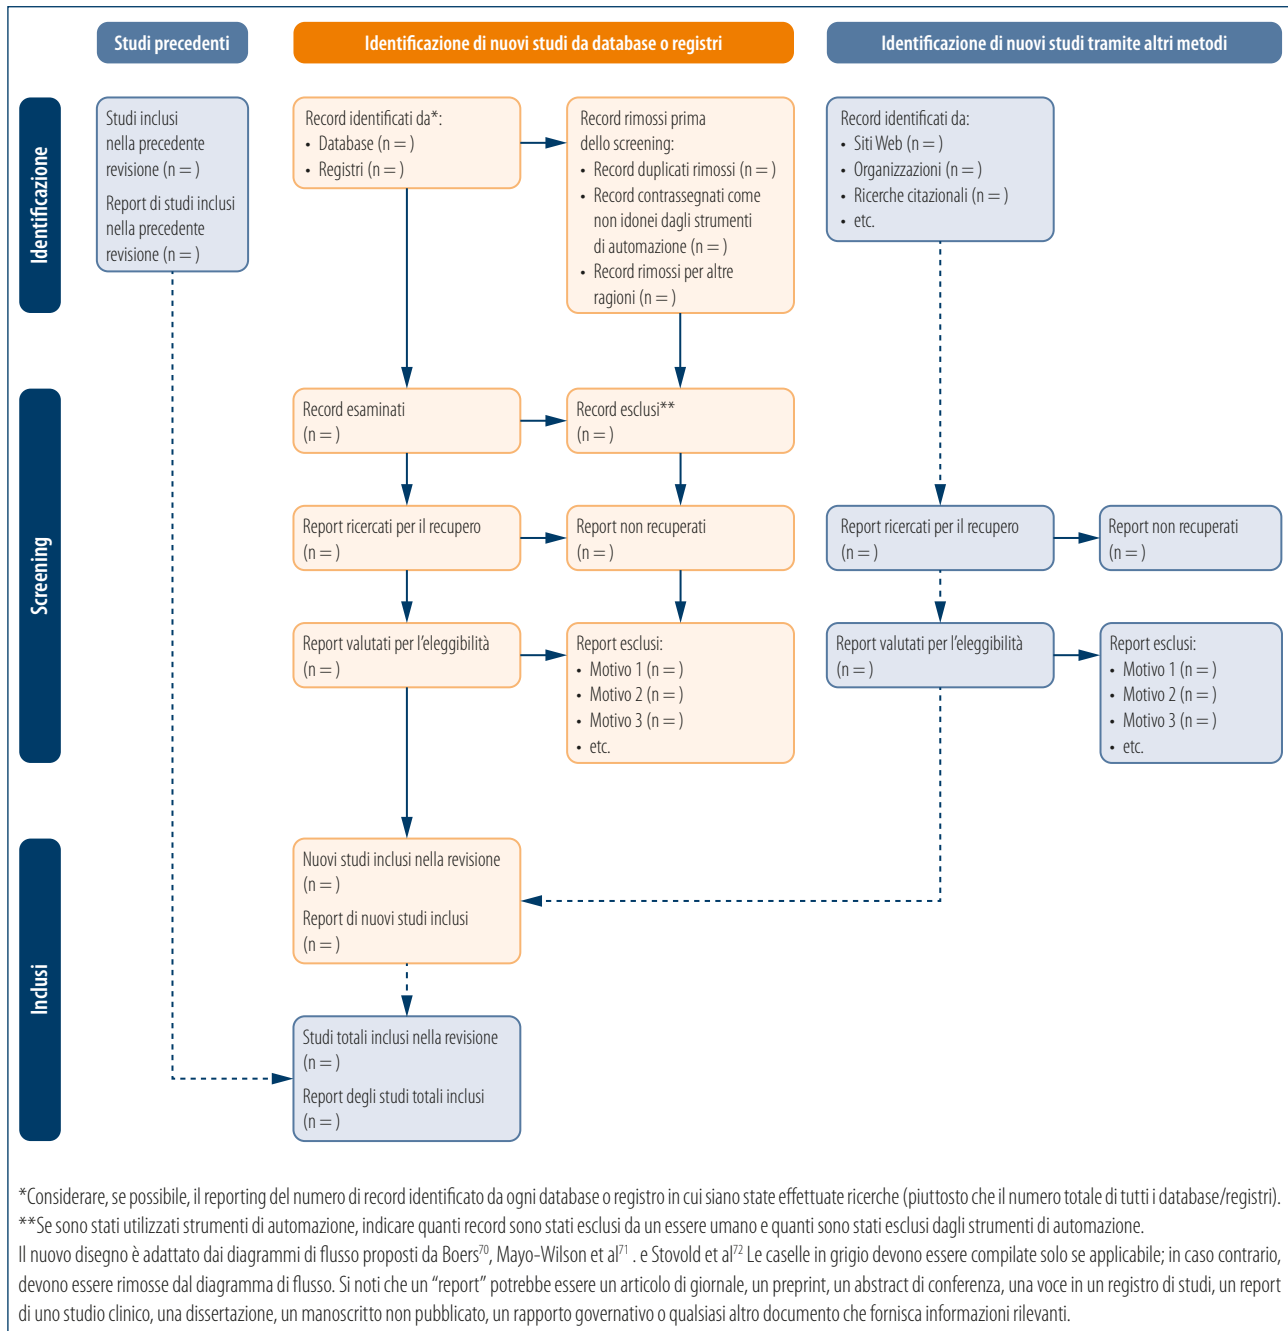 Studi precedenti
Identificazione di nuovi studi da database o registri
Identificazione di nuovi studi tramite altri metodi
Identificazione
Studi inclusi
nella precedente
revisione (n = )
Report di studi inclusi
nella precedente
revisione (n = )
Record identificati da*:
• Database (n = )
• Registri (n = )
Record rimossi prima
dello screening:
• Record duplicati rimossi (n = )
• Record contrassegnati come
non idonei dagli strumenti
di automazione (n = )
• Record rimossi per altre
ragioni (n = )
Record identificati da:
• Siti Web (n = )
• Organizzazioni (n = )
• Ricerche citazionali (n = )
• etc.
Screening
Record esaminati
(n = )
Record esclusi**
(n = )
Report ricercati per il recupero
(n = )
Report non recuperati
(n = )
Report ricercati per il recupero
(n = )
Report non recuperati
(n = )
Report valutati per l'eleggibilità
(n = )
Report esclusi:
• Motivo 1 (n = )
• Motivo 2 (n = )
• Motivo 3 (n = )
• etc.
Report valutati per l'eleggibilità
(n = )
Report esclusi:
• Motivo 1 (n = )
• Motivo 2 (n = )
• Motivo 3 (n = )
• etc.
Inclusi
Nuovi studi inclusi nella revisione
(n = )
Report di nuovi studi inclusi
(n = )
Studi totali inclusi nella revisione
(n = )
Report degli studi totali inclusi
(n = )
*Considerare, se possibile, il reporting del numero di record identificato da ogni database o registro in cui siano state effettuate ricerche (piuttosto che il numero totale di tutti i database/registri).
**Se sono stati utilizzati strumenti di automazione, indicare quanti record sono stati esclusi da un essere umano e quanti sono stati esclusi dagli strumenti di automazione.
Il nuovo disegno è adattato dai diagrammi di flusso proposti da Boers70, Mayo-Wilson et al71 . e Stovold et al72 Le caselle in grigio devono essere compilate solo se applicabile; in caso contrario,
devono essere rimosse dal diagramma di flusso. Si noti che un “report” potrebbe essere un articolo di giornale, un preprint, un abstract di conferenza, una voce in un registro di studi, un report
di uno studio clinico, una dissertazione, un manoscritto non pubblicato, un rapporto governativo o qualsiasi altro documento che fornisca informazioni rilevanti.